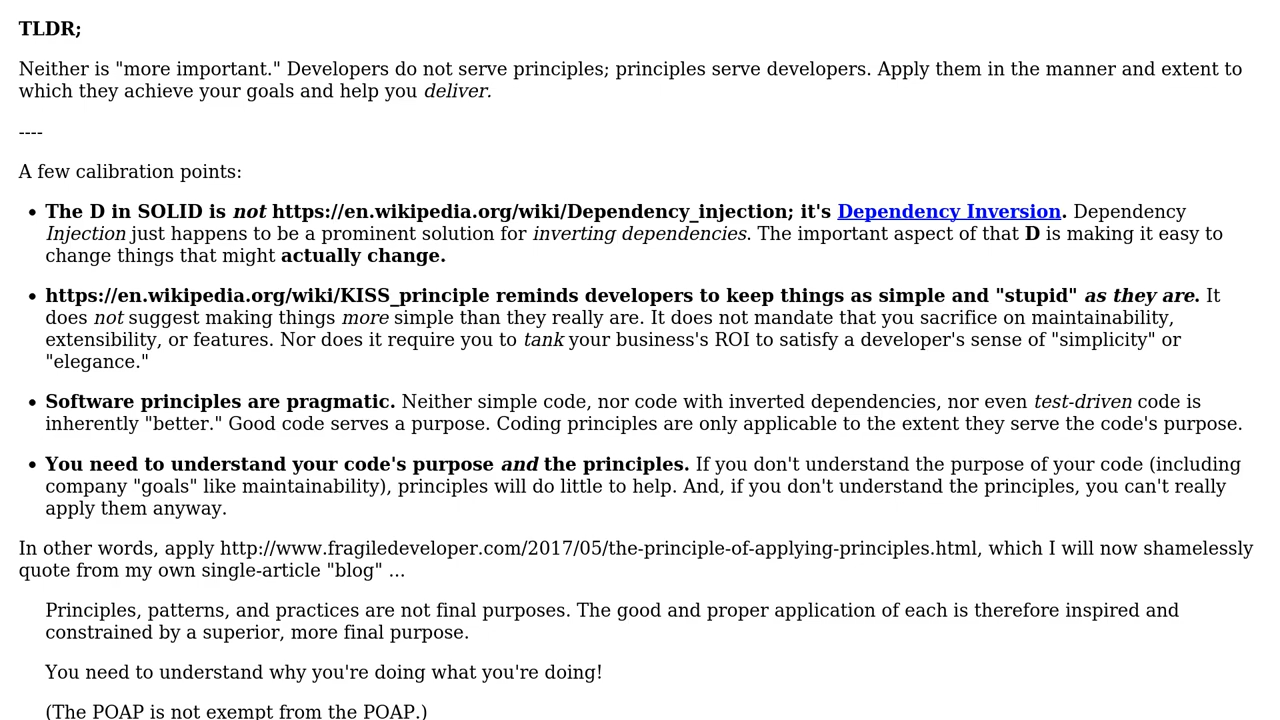 TLDR;
Neither is "more important." Developers do not serve principles; principles serve developers. Apply them in the manner and extent to
which they achieve your goals and help you deliver.
----
A few calibration points:
• The D in SOLID is not https://en.wikipedia.org/wiki/Dependency_injection; it's Dependency Inversion. Dependency
Injection just happens to be a prominent solution for inverting dependencies. The important aspect of that D is making it easy to
change things that might actually change.
• https://en.wikipedia.org/wiki/KISS_principle reminds developers to keep things as simple and "stupid" as they are. It
does not suggest making things more simple than they really are. It does not mandate that you sacrifice on maintainability,
extensibility, or features. Nor does it require you to tank your business's ROI to satisfy a developer's sense of "simplicity" or
"elegance."
• Software principles are pragmatic. Neither simple code, nor code with inverted dependencies, nor even test-driven code is
inherently "better." Good code serves a purpose. Coding principles are only applicable to the extent they serve the code's purpose.
• You need to understand your code's purpose and the principles. If you don't understand the purpose of your code (including
company "goals" like maintainability), principles will do little to help. And, if you don't understand the principles, you can't really
apply them anyway.
In other words, apply http://www.fragiledeveloper.com/2017/05/the-principle-of-applying-principles.html, which I will now shamelessly
quote from my own single-article "blog" ...
Principles, patterns, and practices are not final purposes. The good and proper application of each is therefore inspired and
constrained by a superior, more final purpose.
You need to understand why you're doing what you're doing!
(The POAP is not exempt from the POAP.)